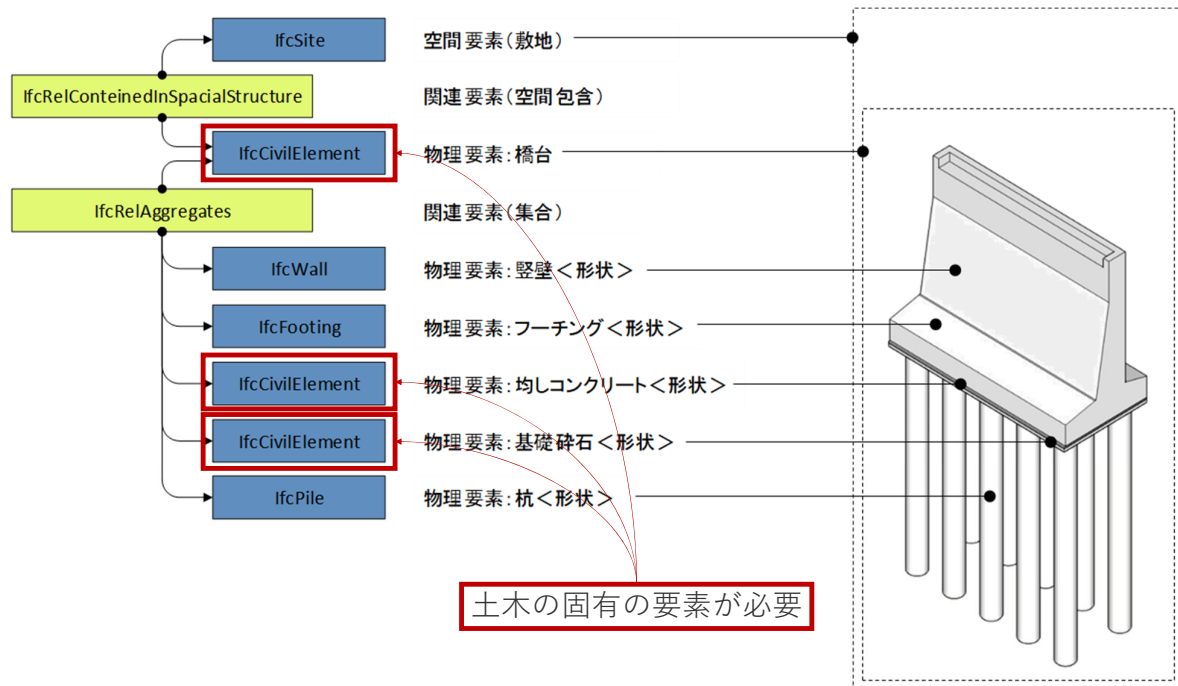 IfcSite 空間要素(敷地)
IfcRelConteinedInSpacialStructure 関連要素(空間包含)
IfcCivilElement 物理要素:橋台
IfcRelAggregates 関連要素(集合)
IfcWall 物理要素:竪壁<形状>
IfcFooting 物理要素:フーチング<形状>
IfcCivilElement 物理要素:均しコンクリート<形状>
IfcCivilElement 物理要素:基礎砕石<形状>
IfcPile 物理要素:杭<形状>
土木の固有の要素が必要